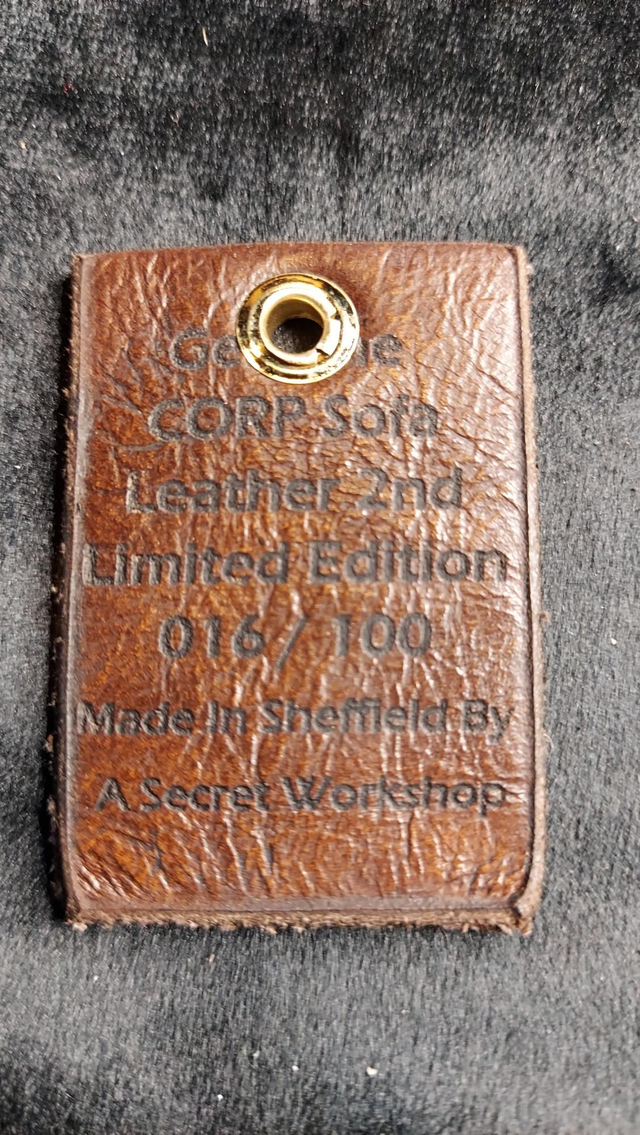 CORP Sofa
Leather 2nd
Limited Edition
016 / 100
Made In Sheffield By
A Secret Workshop